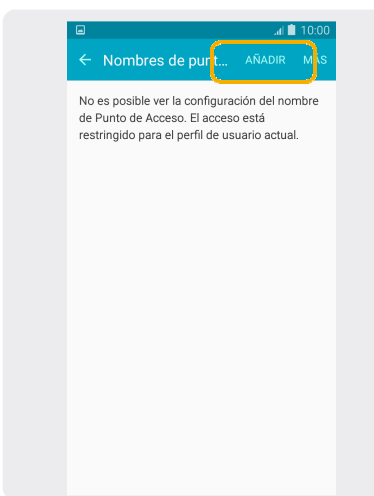 10:00
Nombres de punt... AÑADIR MÁS
No es posible ver la configuración del nombre
de Punto de Acceso. El acceso está
restringido para el perfil de usuario actual.